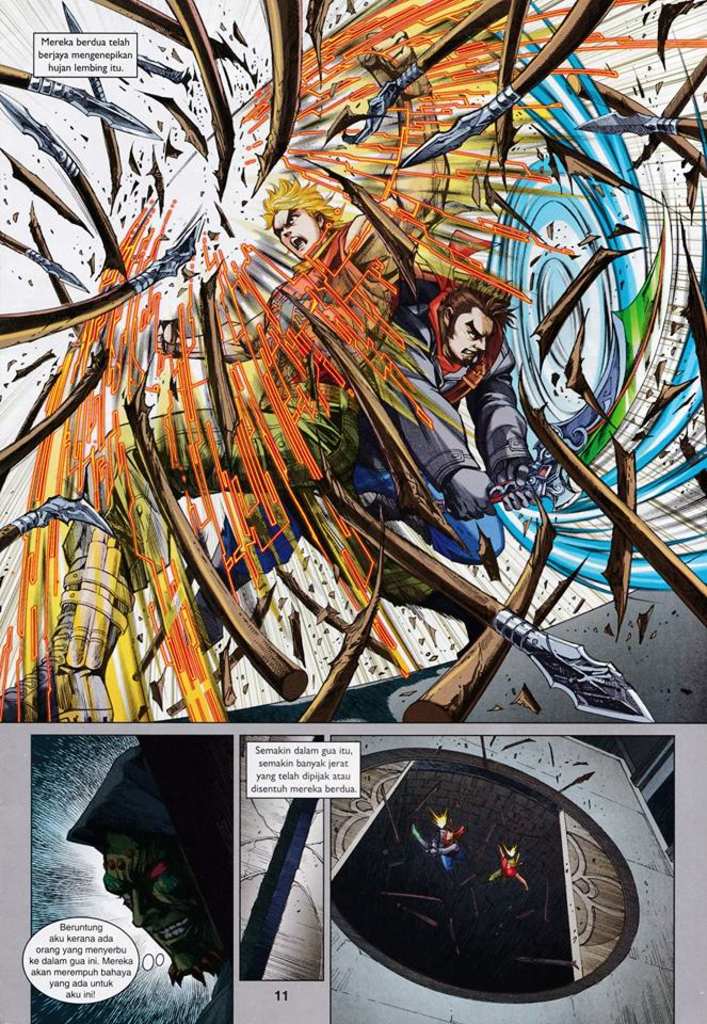 Mereka berdua telah
berjaya mengenepikan
hujan lembing itu.
Semakin dalam gua itu,
semakin banyak jerat
yang telah dipijak atau
disentuh mereka berdua.
Beruntung
aku kerana ada
orang yang menyerbu
ke dalam gua ini. Mereka
akan merempuh bahaya
yang ada untuk
aku ini!
11